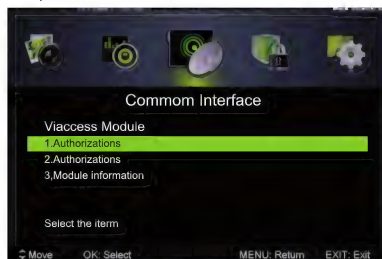 Commom Interface
Viaccess Module
1.Authorizations
2.Authorizations
3,Module information
Select the iterm
Move OK: Select MENU: Return EXIT: Exit